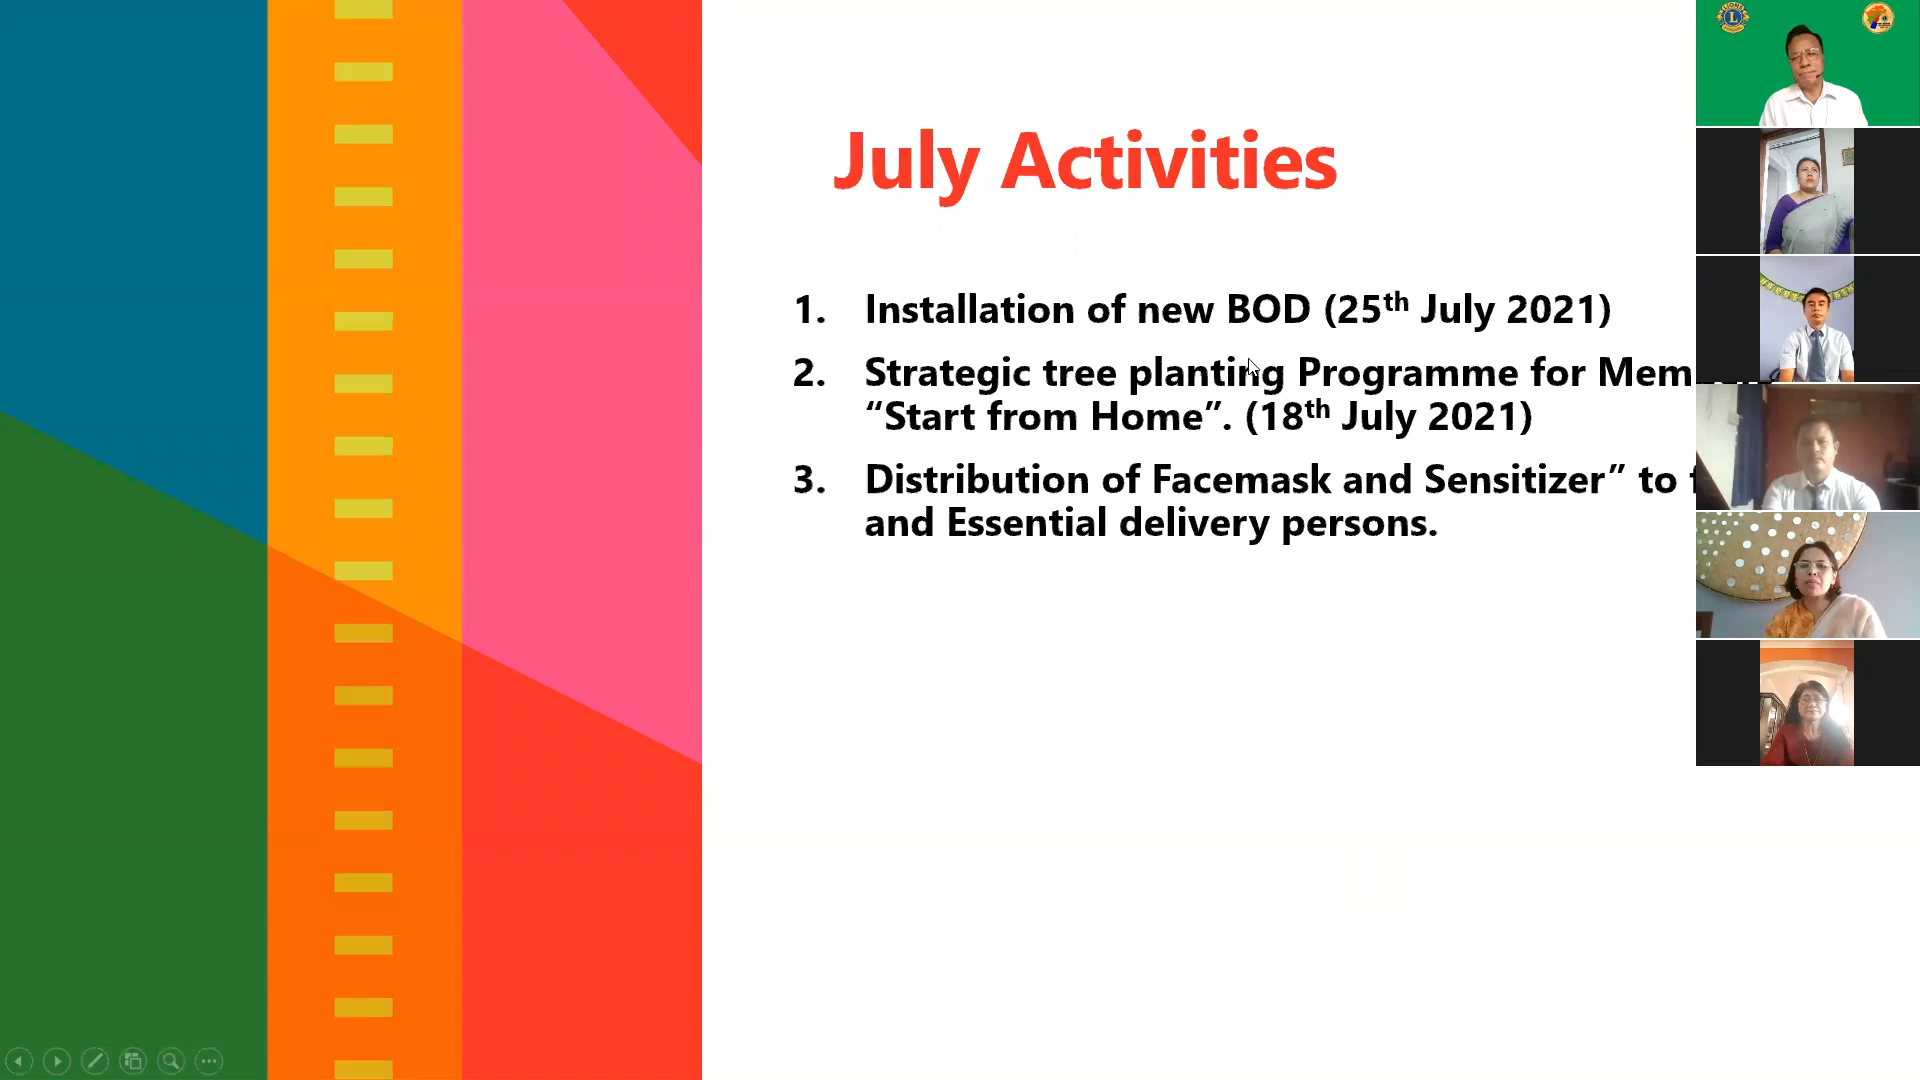 July Activities
1. Installation of new BOD (25th July 2021)
2. Strategic tree planting Programme for
“Start from Home”. (18th July 2021)
3. Distribution of Facemask and Sensitizer” to
and Essential delivery persons.
LIONS
L